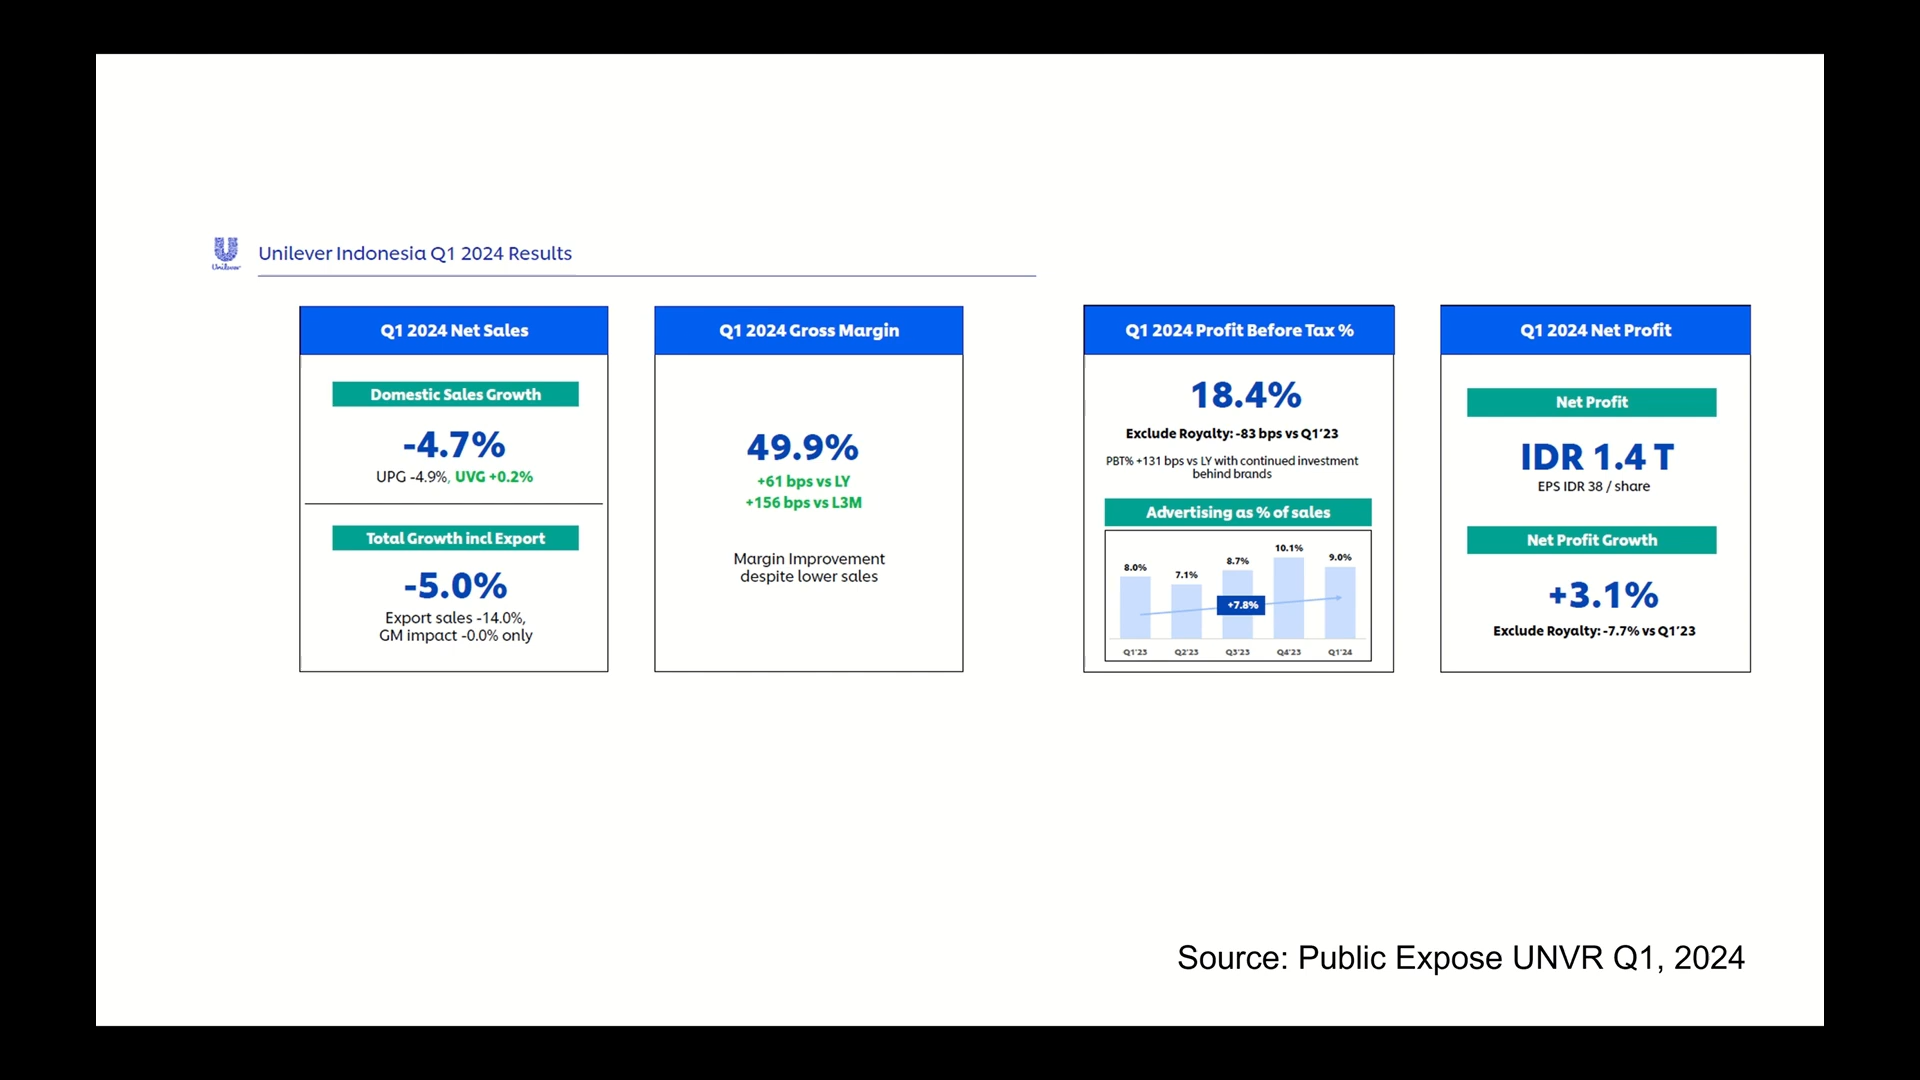 Unilever
Unilever Indonesia Q1 2024 Results
Q1 2024 Net Sales
Domestic Sales Growth
-4.7%
UPG -4.9%, UVG +0.2%
Total Growth incl Export
-5.0%
Export sales -14.0%,
GM impact -0.0% only
Q1 2024 Gross Margin
49.9%
+61 bps vs LY
+156 bps vs L3M
Margin Improvement
despite lower sales
Q1 2024 Profit Before Tax %
18.4%
Exclude Royalty: -83 bps vs Q1'23
PBT% +131 bps vs LY with continued investment
behind brands
Advertising as % of sales
8.0% 7.1% 8.7% 10.1% 9.0%
+7.8%
Q1'23 Q2'23 Q3'23 Q4'23 Q1'24
Q1 2024 Net Profit
Net Profit
IDR 1.4 T
EPS IDR 38 / share
Net Profit Growth
+3.1%
Exclude Royalty: -7.7% vs Q1'23
Source: Public Expose UNVR Q1, 2024